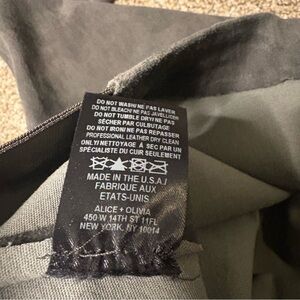 DO NOT WASH/NE PAS LAVER
DO NOT BLEACH/NE PAS JAVELLISER
DO NOT TUMBLE DRY/NE PAS
SÉCHER PAR CULBUTAGE
DO NOT IRON/NE PAS REPASSER
PROFESSIONAL LEATHER DRY CLEAN
ONLY/NETTOYAGE À SEC PAR UN
SPÉCIALISTE DU CUIR SEULEMENT
MADE IN THE U.S.A/
FABRIQUE AUX
ETATS-UNIS
ALICE + OLIVIA
450 W 14TH ST 11FL
NEW YORK, NY 10014